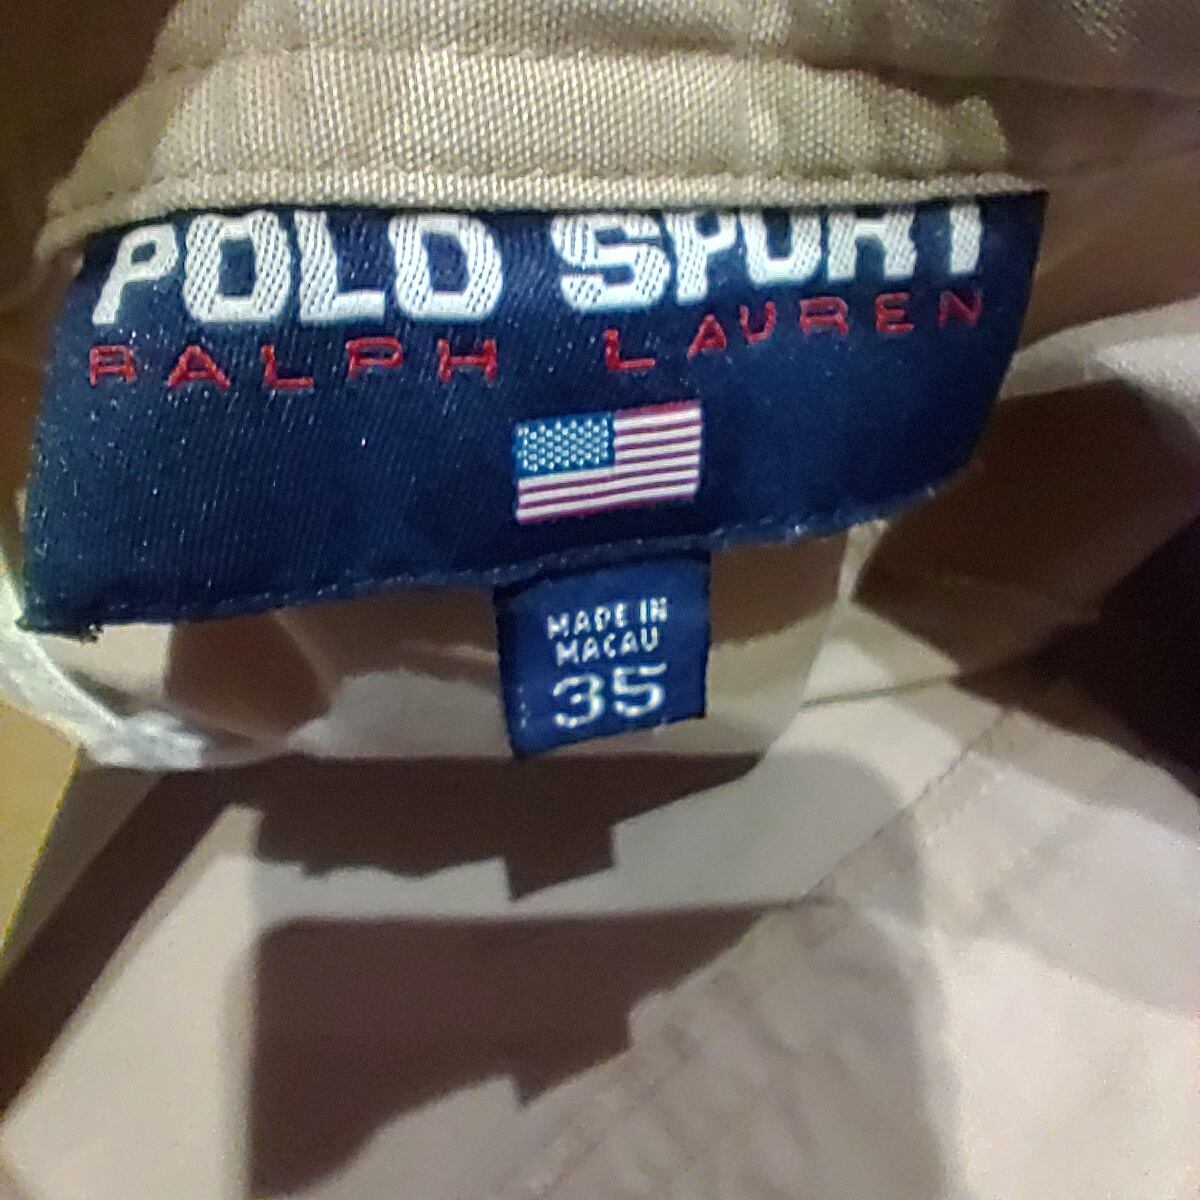 POLO SPORT
RALPH LAUREN
MADE IN
MACAU
35